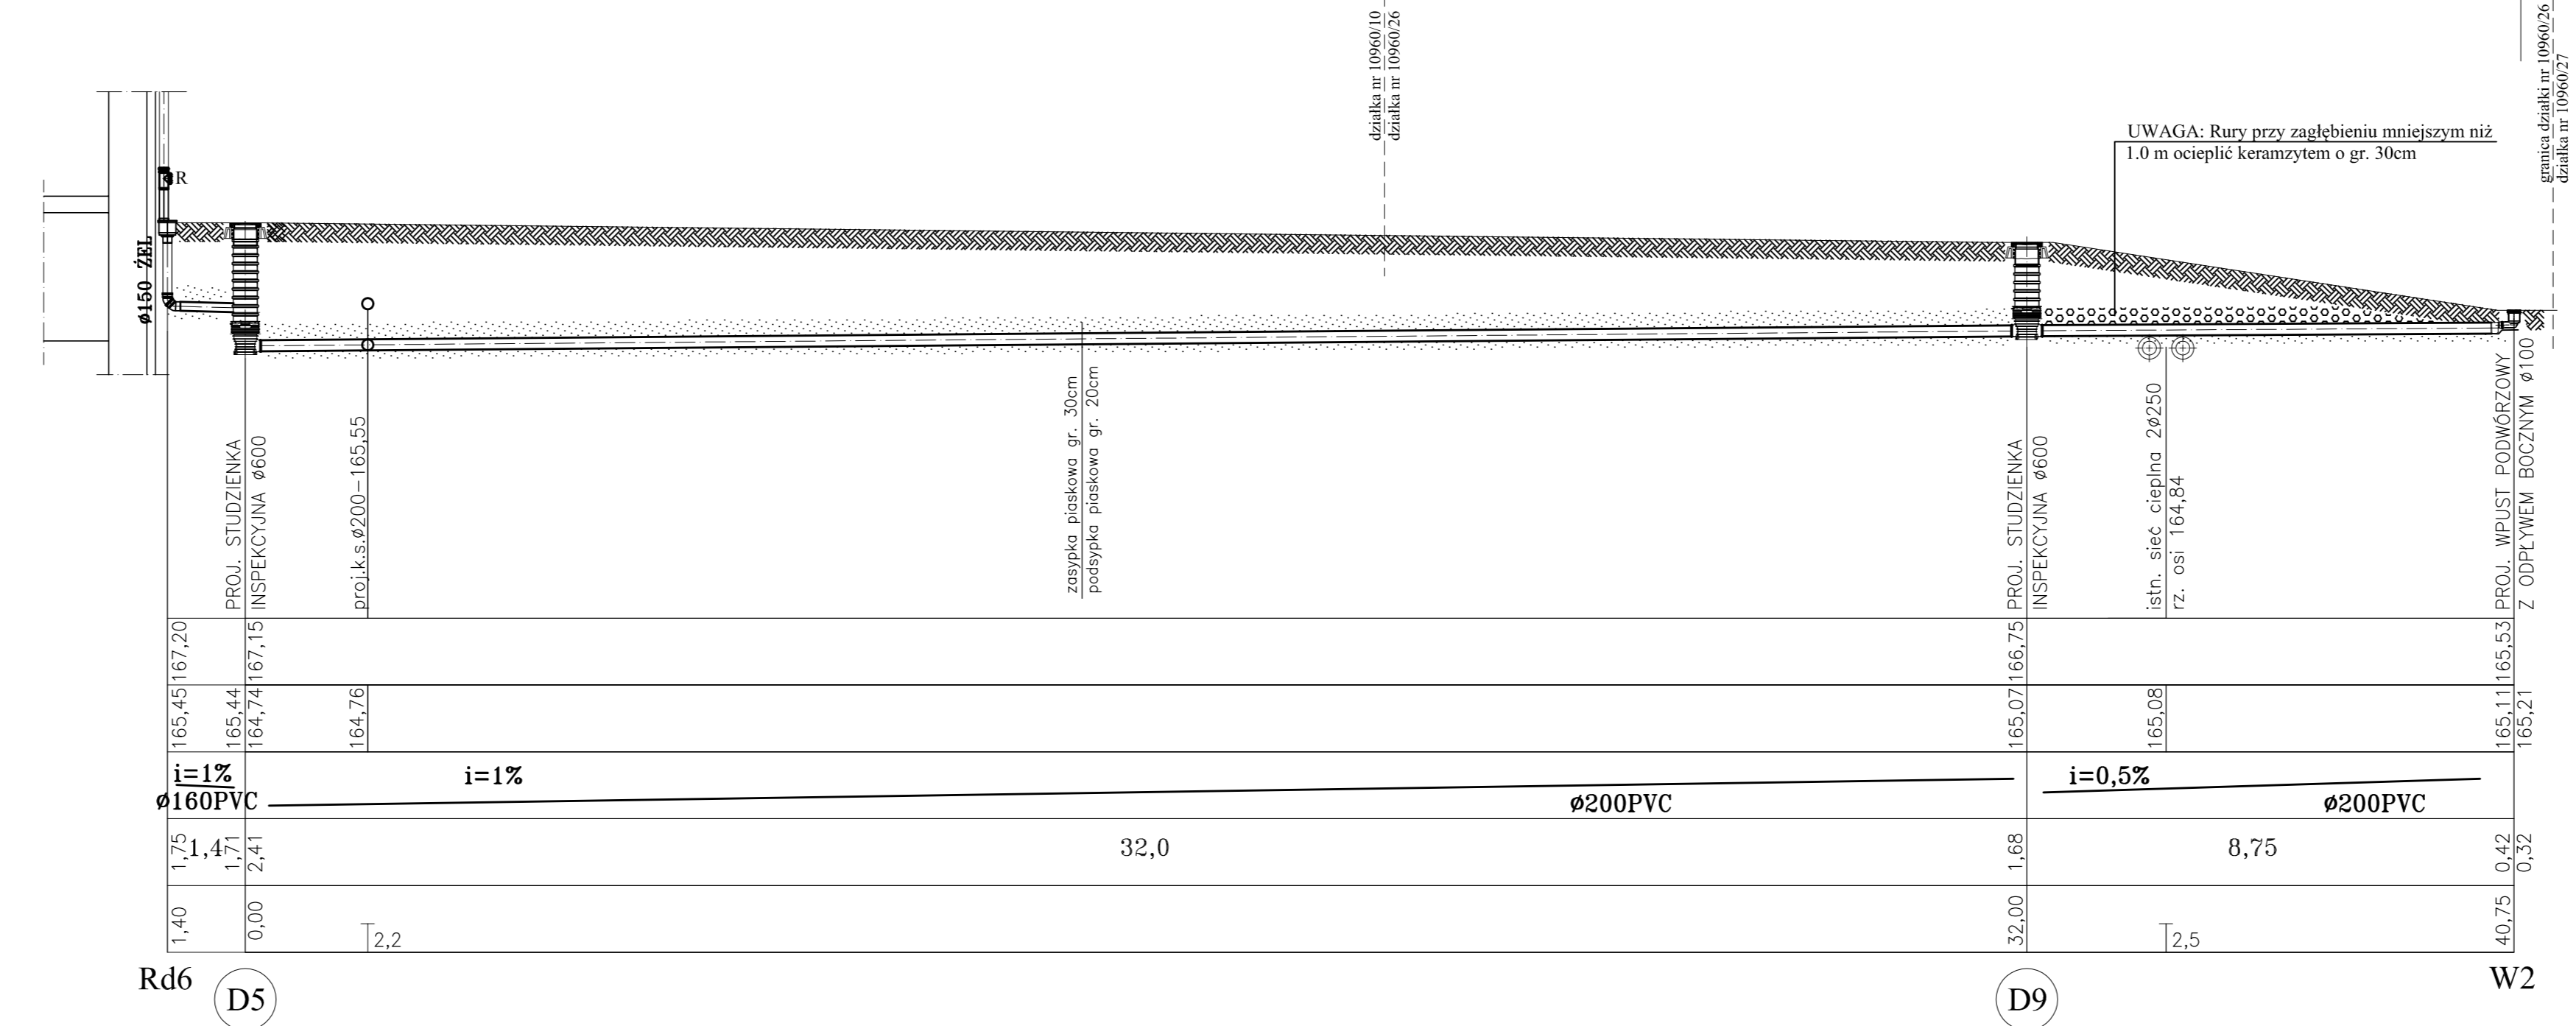 działka nr 10960/10
działka nr 10960/26
granica działki nr 10960/26
działka nr 10960/27
UWAGA: Rury przy zagłębieniu mniejszym niż
1.0 m ocieplić keramzytem o gr. 30cm
R
ø150 ŻEL
PROJ. STUDZIENKA
INSPEKCYJNA ø600
proj.k.s.ø200-165,55
zasypka piaskowa gr. 30cm
podsypka piaskowa gr. 20cm
PROJ. STUDZIENKA
INSPEKCYJNA ø600
istn. sieć cieplna 2ø250
rz. osi 164,84
PROJ. WPUST PODWÓRZOWY
Z ODPŁYWEM BOCZNYM ø100
167,20 167,15 166,75 165,53
165,45 165,44 164,74 164,76 165,07 165,08 165,11 165,21
i=1% i=1% i=0,5%
ø160PVC ø200PVC ø200PVC
1,75 1,4 1,71 2,41 32,0 1,68 8,75 0,42 0,32
1,40 0,00 2,2 32,00 2,5 40,75
Rd6 D5 D9 W2